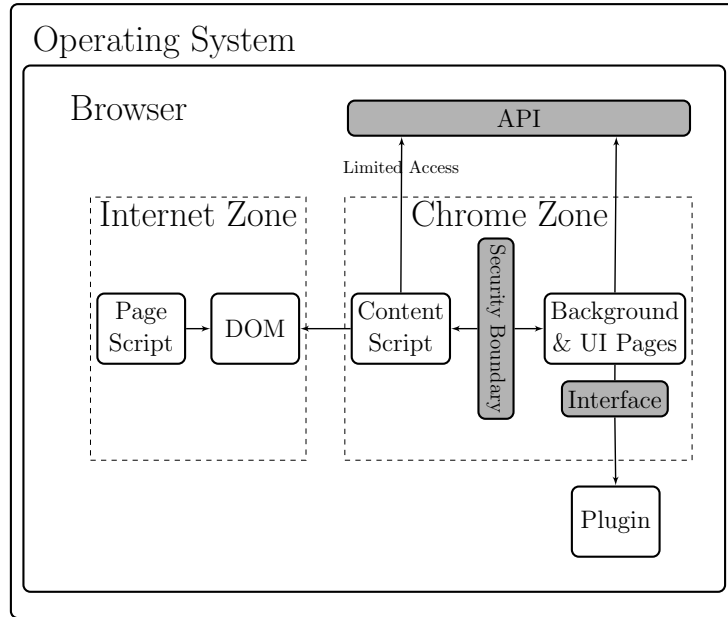 Operating System
Browser
API
Limited Access
Internet Zone
Chrome Zone
Page
Script
DOM
Content
Script
Security Boundary
Background
& UI Pages
Interface
Plugin